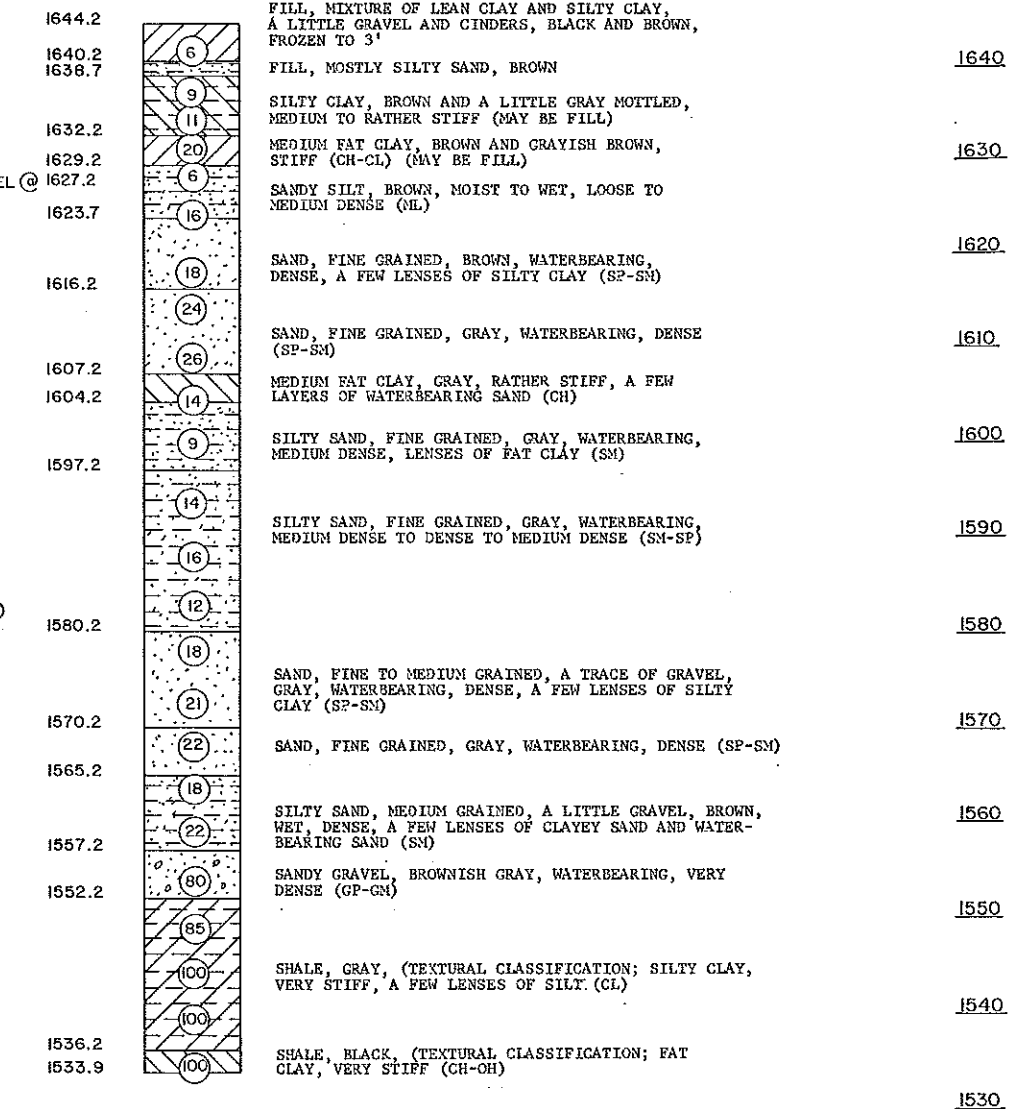 1644.2
FILL, MIXTURE OF LEAN CLAY AND SILTY CLAY,
A LITTLE GRAVEL AND CINDERS, BLACK AND BROWN,
FROZEN TO 3'
6
1640.2
1640
1638.7
FILL, MOSTLY SILTY SAND, BROWN
9
SILTY CLAY, BROWN AND A LITTLE GRAY MOTTLED,
MEDIUM TO RATHER STIFF (MAY BE FILL)
11
1632.2
20
MEDIUM FAT CLAY, BROWN AND GRAYISH BROWN,
STIFF (CH-CL) (MAY BE FILL)
1630
1629.2
EL @ 1627.2
6
SANDY SILT, BROWN, MOIST TO WET, LOOSE TO
MEDIUM DENSE (ML)
1623.7
16
1620
SAND, FINE GRAINED, BROWN, WATERBEARING,
DENSE, A FEW LENSES OF SILTY CLAY (SP-SM)
18
1616.2
24
SAND, FINE GRAINED, GRAY, WATERBEARING, DENSE
(SP-SM)
1610
26
1607.2
MEDIUM FAT CLAY, GRAY, RATHER STIFF, A FEW
LAYERS OF WATERBEARING SAND (CH)
1604.2
14
9
SILTY SAND, FINE GRAINED, GRAY, WATERBEARING,
MEDIUM DENSE, LENSES OF FAT CLAY (SM)
1600
1597.2
14
SILTY SAND, FINE GRAINED, GRAY, WATERBEARING,
MEDIUM DENSE TO DENSE TO MEDIUM DENSE (SM-SP)
1590
16
12
1580.2
1580
18
SAND, FINE TO MEDIUM GRAINED, A TRACE OF GRAVEL,
GRAY, WATERBEARING, DENSE, A FEW LENSES OF SILTY
CLAY (SP-SM)
21
1570.2
1570
22
SAND, FINE GRAINED, GRAY, WATERBEARING, DENSE (SP-SM)
1565.2
18
SILTY SAND, MEDIUM GRAINED, A LITTLE GRAVEL, BROWN,
WET, DENSE, A FEW LENSES OF CLAYEY SAND AND WATER-
BEARING SAND (SM)
1560
22
1557.2
80
SANDY GRAVEL, BROWNISH GRAY, WATERBEARING, VERY
DENSE (GP-GM)
1552.2
1550
85
100
SHALE, GRAY, (TEXTURAL CLASSIFICATION; SILTY CLAY,
VERY STIFF, A FEW LENSES OF SILT. (CL)
1540
100
1536.2
SHALE, BLACK, (TEXTURAL CLASSIFICATION; FAT
CLAY, VERY STIFF (CH-OH)
1533.9
100
1530